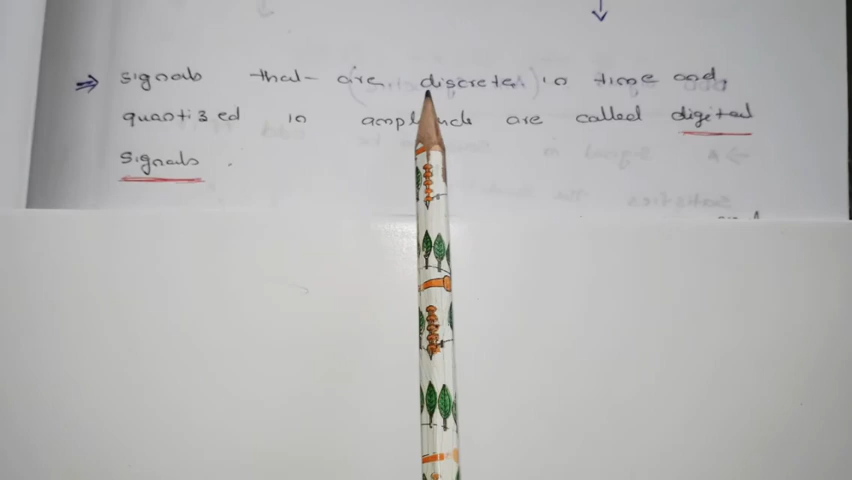 ⇒ signals that are discrete in time and
quantized in amplitude are called digital
signals.